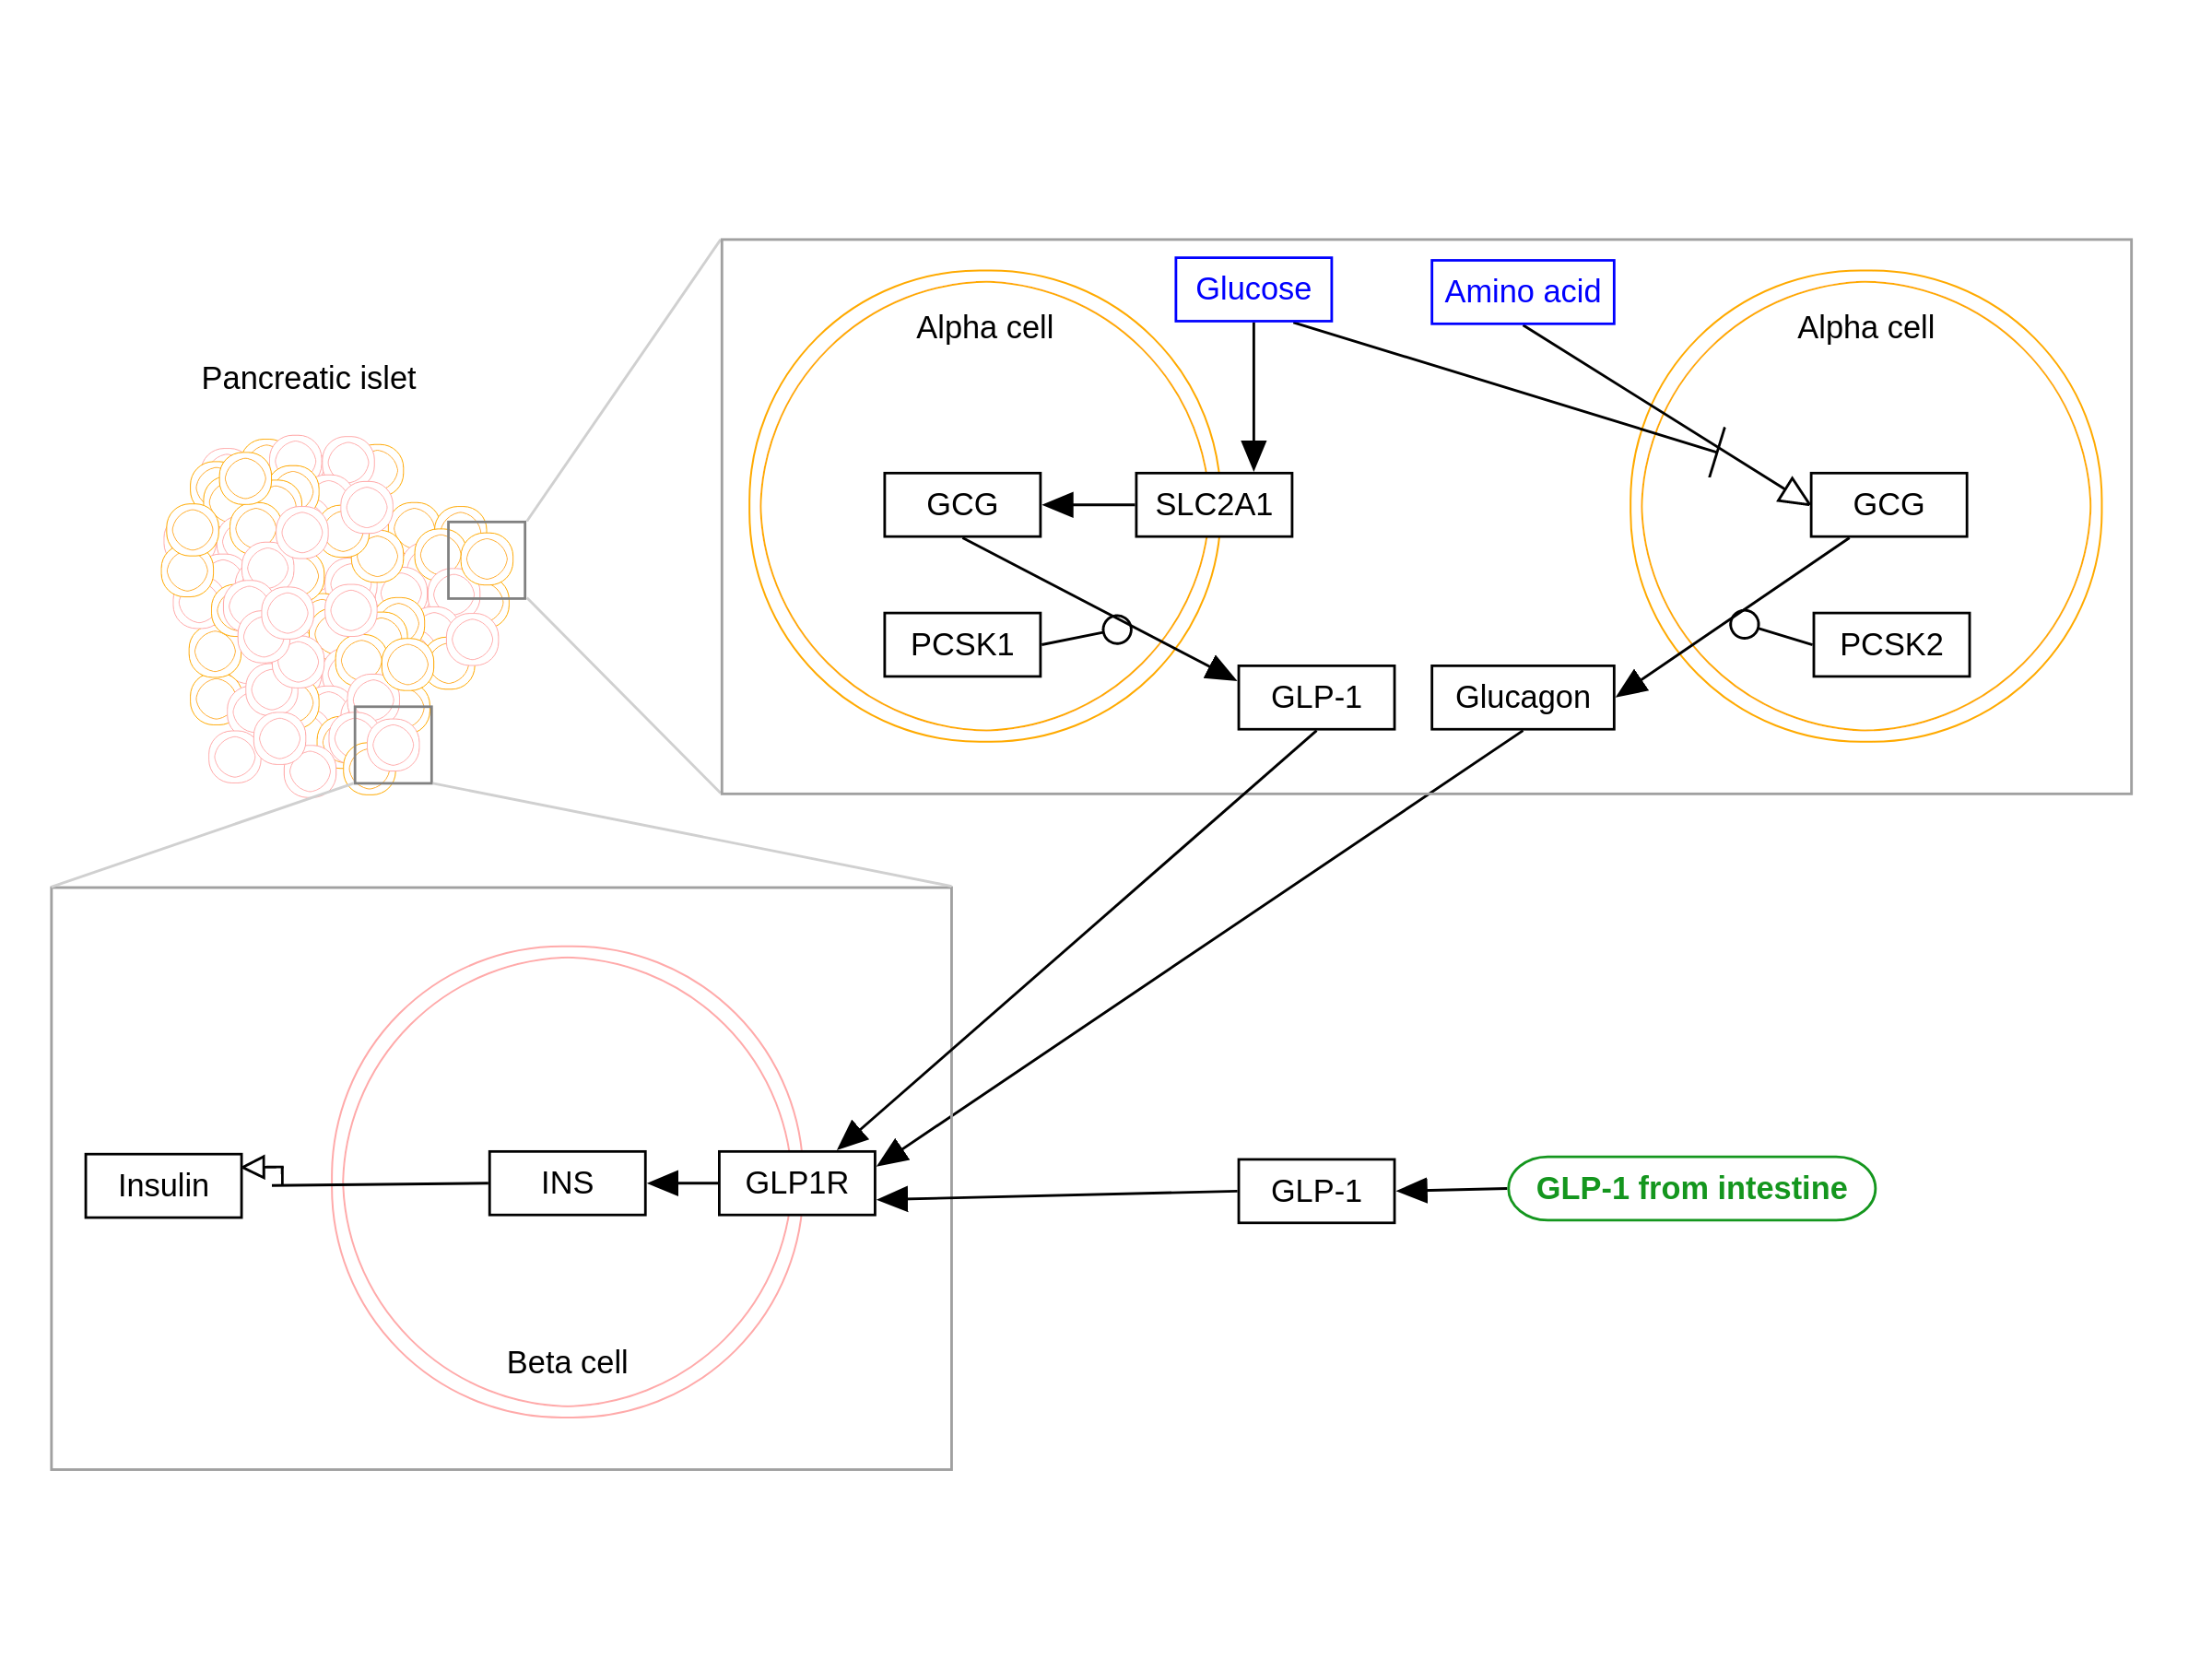 Glucose
Amino acid
Alpha cell
Alpha cell
Pancreatic islet
GCG
SLC2A1
GCG
PCSK1
PCSK2
GLP-1
Glucagon
Insulin
INS
GLP1R
GLP-1
GLP-1 from intestine
Beta cell